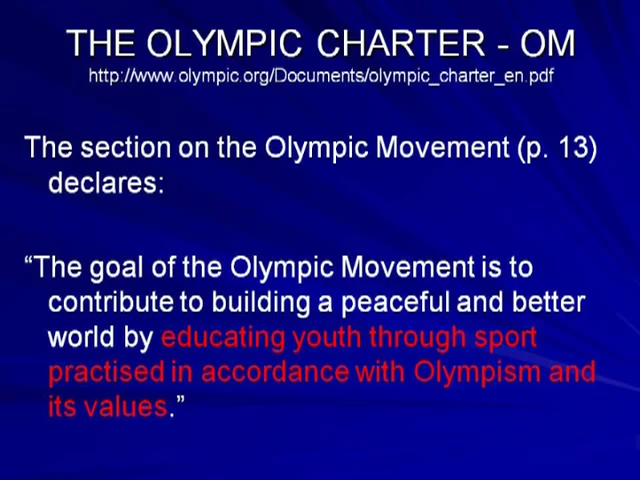 THE OLYMPIC CHARTER - OM
http://www.olympic.org/Documents/olympic_charter_en.pdf
The section on the Olympic Movement (p. 13)
declares:
“The goal of the Olympic Movement is to
contribute to building a peaceful and better
world by educating youth through sport
practised in accordance with Olympism and
its values.”